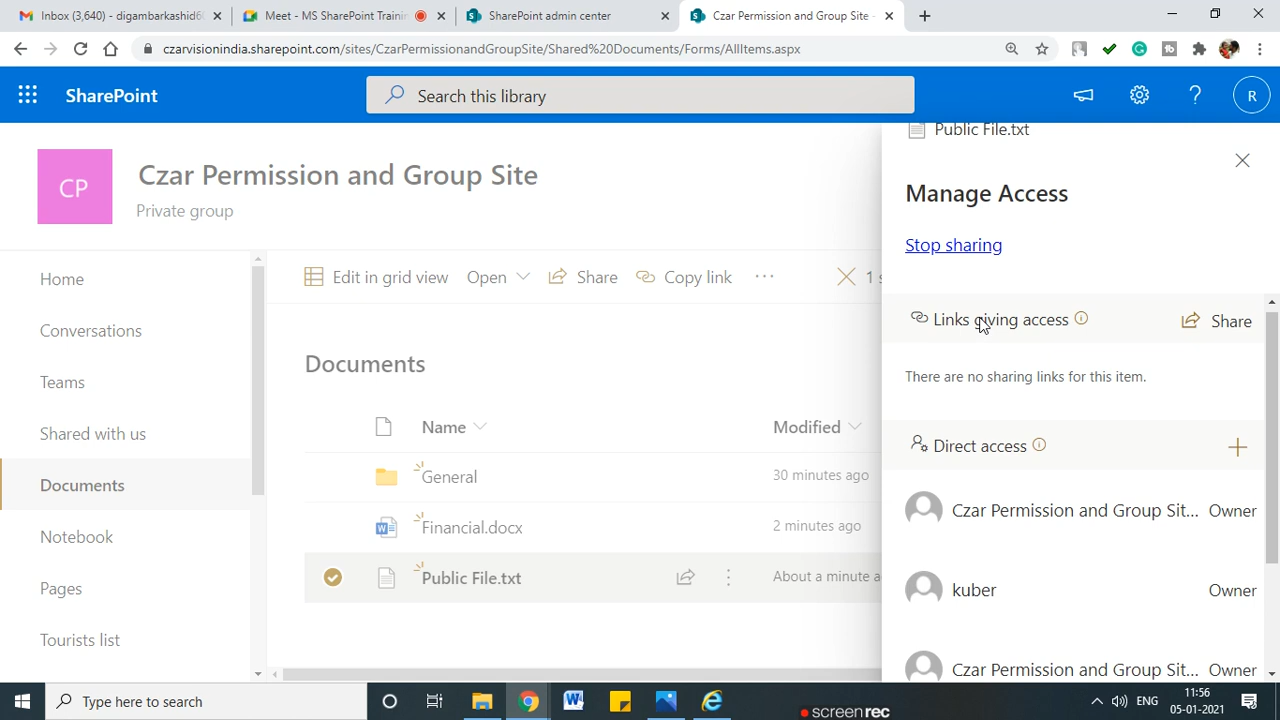 Inbox (3,640) - digambarkashid6
Meet - MS SharePoint Trainin
SharePoint admin center
Czar Permission and Group Site -
czarvisionindia.sharepoint.com/sites/CzarPermissionandGroupSite/Shared%20Documents/Forms/AllItems.aspx
SharePoint
Search this library
R
CP
Czar Permission and Group Site
Private group
Home
Conversations
Teams
Shared with us
Documents
Notebook
Pages
Tourists list
Edit in grid view
Open
Share
Copy link
1 s
Documents
Name
Modified
General
30 minutes ago
Financial.docx
2 minutes ago
Public File.txt
About a minute a
Public File.txt
Manage Access
Stop sharing
Links giving access
Share
There are no sharing links for this item.
Direct access
Czar Permission and Group Sit...
Owner
kuber
Owner
Czar Permission and Group Sit...
Owner
Type here to search
ENG
11:56
05-01-2021
screenrec